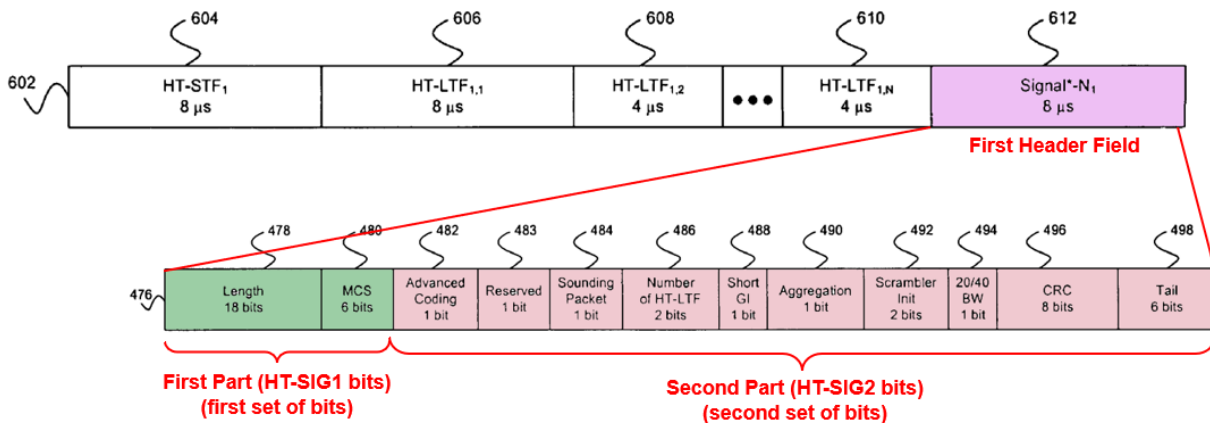 604
606
608
610
612
602
HT-STF₁
8 µs
HT-LTF₁,₁
8 µs
HT-LTF₁,₂
4 µs
●●●
HT-LTF₁,N
4 µs
Signal*-N₁
8 µs
First Header Field
478
480
482
483
484
486
488
490
492
494
496
498
476
Length
18 bits
MCS
6 bits
Advanced
Coding
1 bit
Reserved
1 bit
Sounding
Packet
1 bit
Number
of HT-LTF
2 bits
Short
GI
1 bit
Aggregation
1 bit
Scrambler
Init
2 bits
20/40
BW
1 bit
CRC
8 bits
Tail
6 bits
First Part (HT-SIG1 bits)
(first set of bits)
Second Part (HT-SIG2 bits)
(second set of bits)